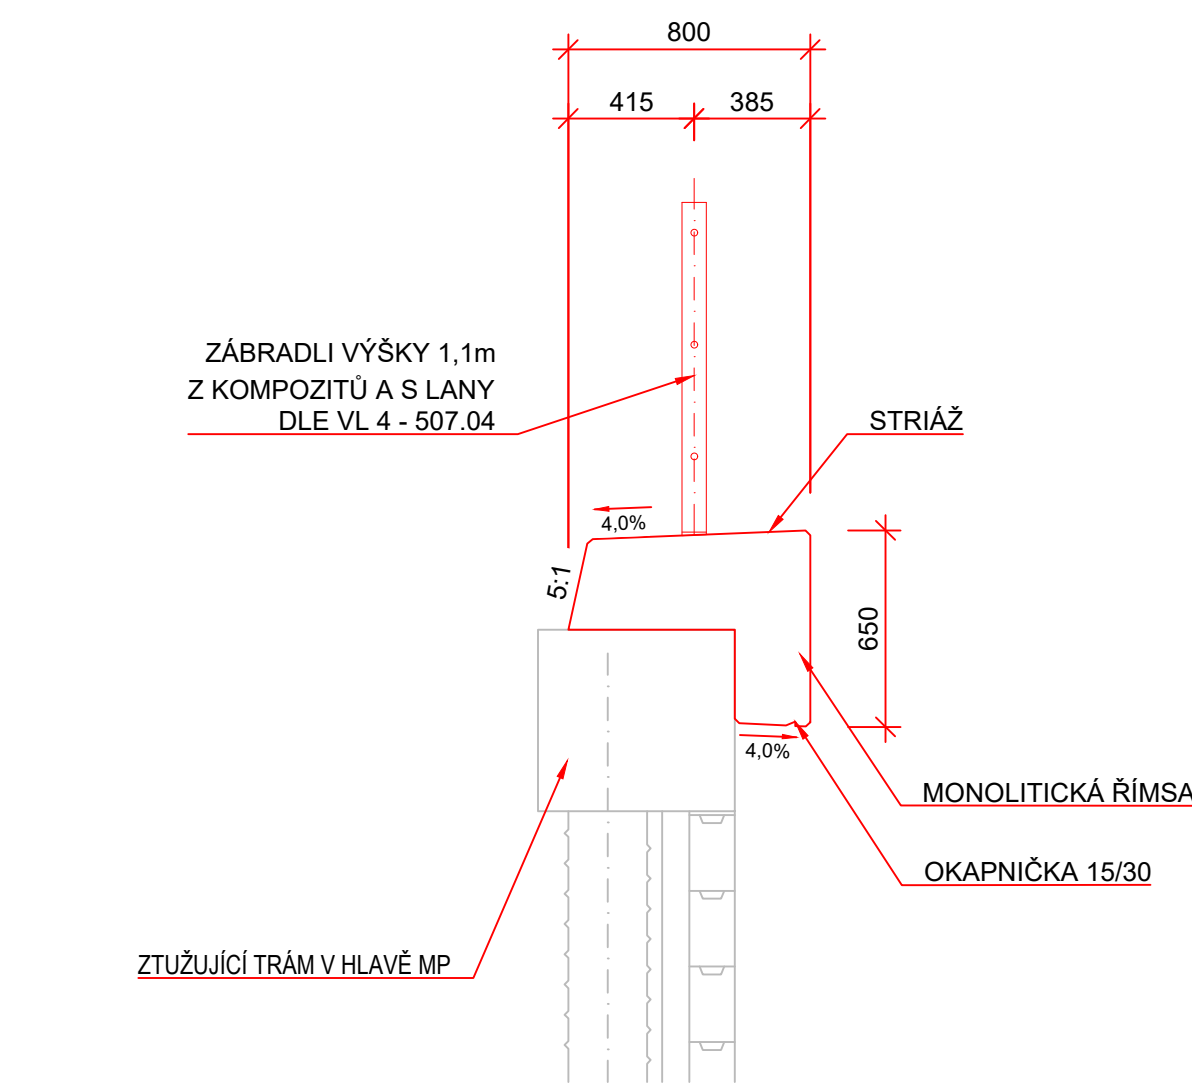 800
415
385
ZÁBRADLI VÝŠKY 1,1m
Z KOMPOZITŮ A S LANY
DLE VL 4 - 507.04
STRIÁŽ
4,0%
5:1
650
4,0%
MONOLITICKÁ ŘÍMSA
OKAPNIČKA 15/30
ZTUŽUJÍCÍ TRÁM V HLAVĚ MP